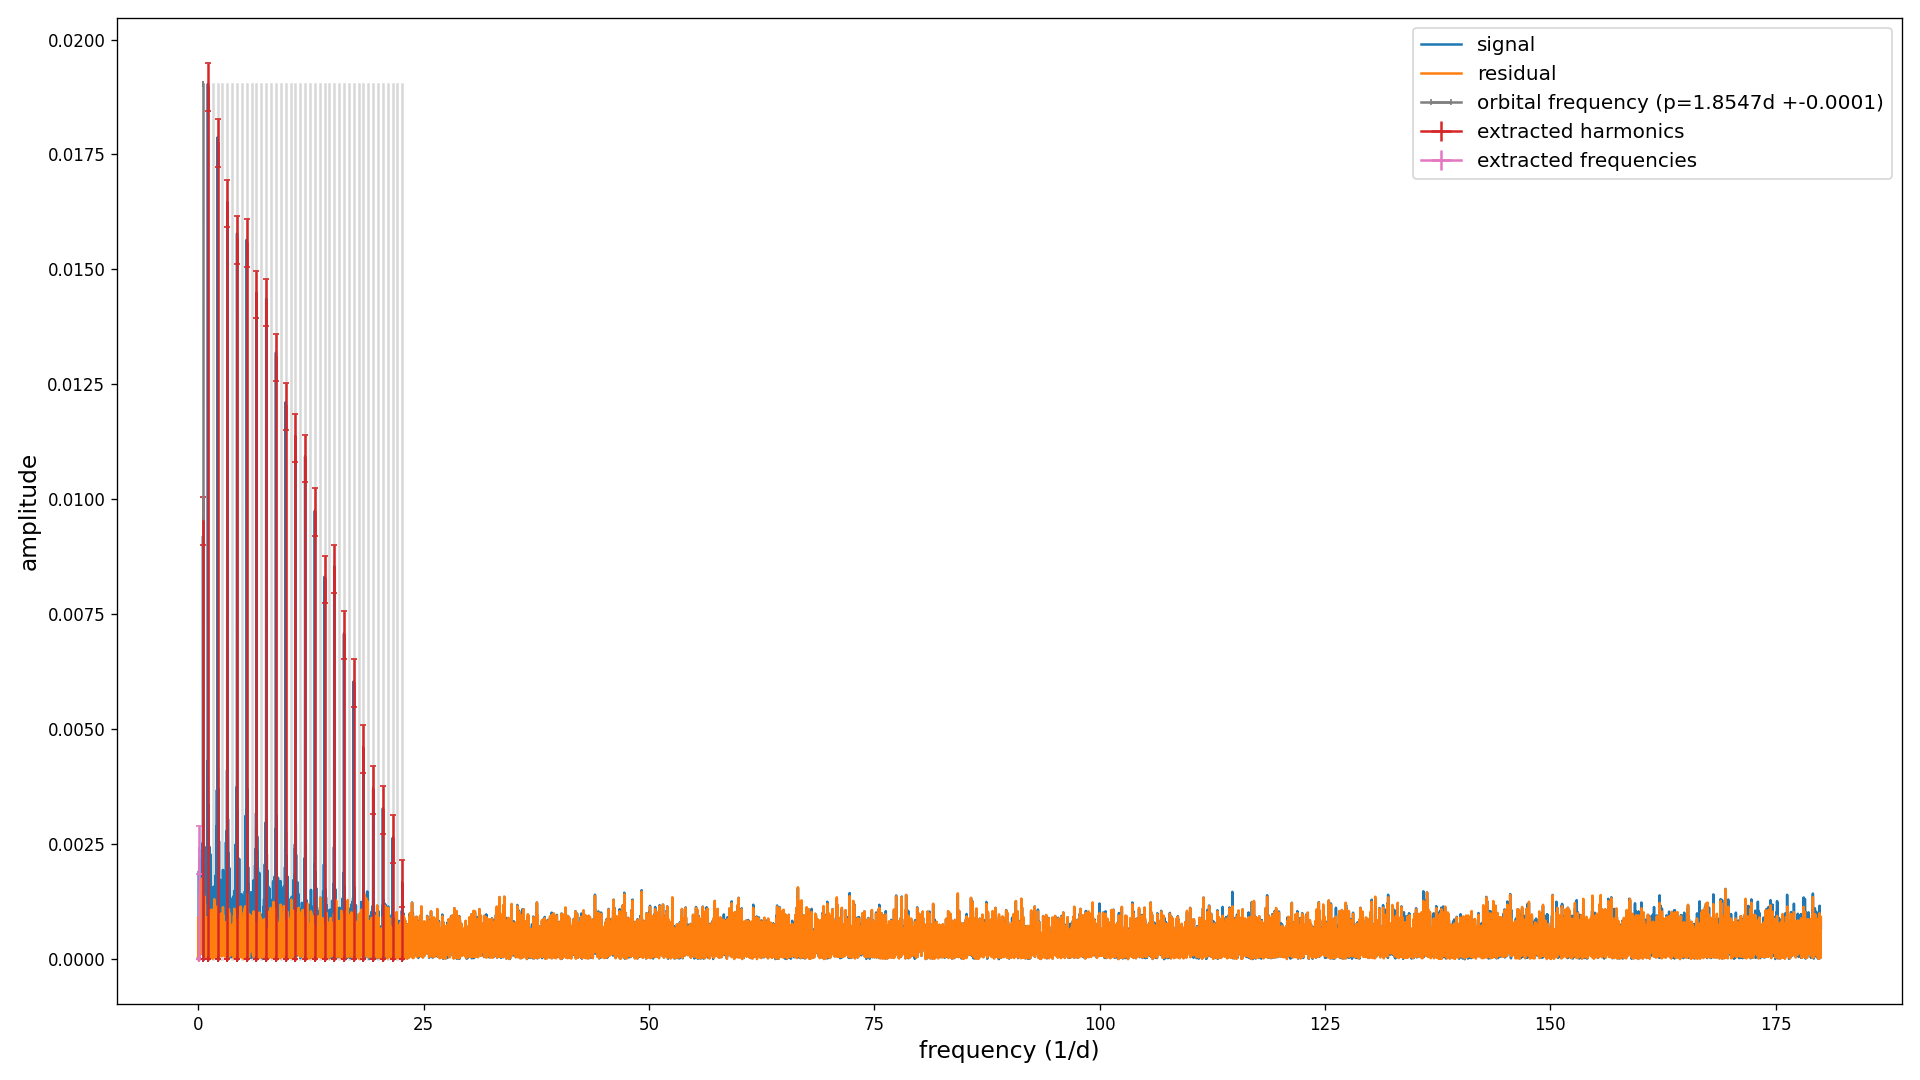 0.0200
0.0175
0.0150
0.0125
0.0100
0.0075
0.0050
0.0025
0.0000
amplitude
signal
residual
orbital frequency (p=1.8547d +-0.0001)
extracted harmonics
extracted frequencies
0 25 50 75 100 125 150 175
frequency (1/d)